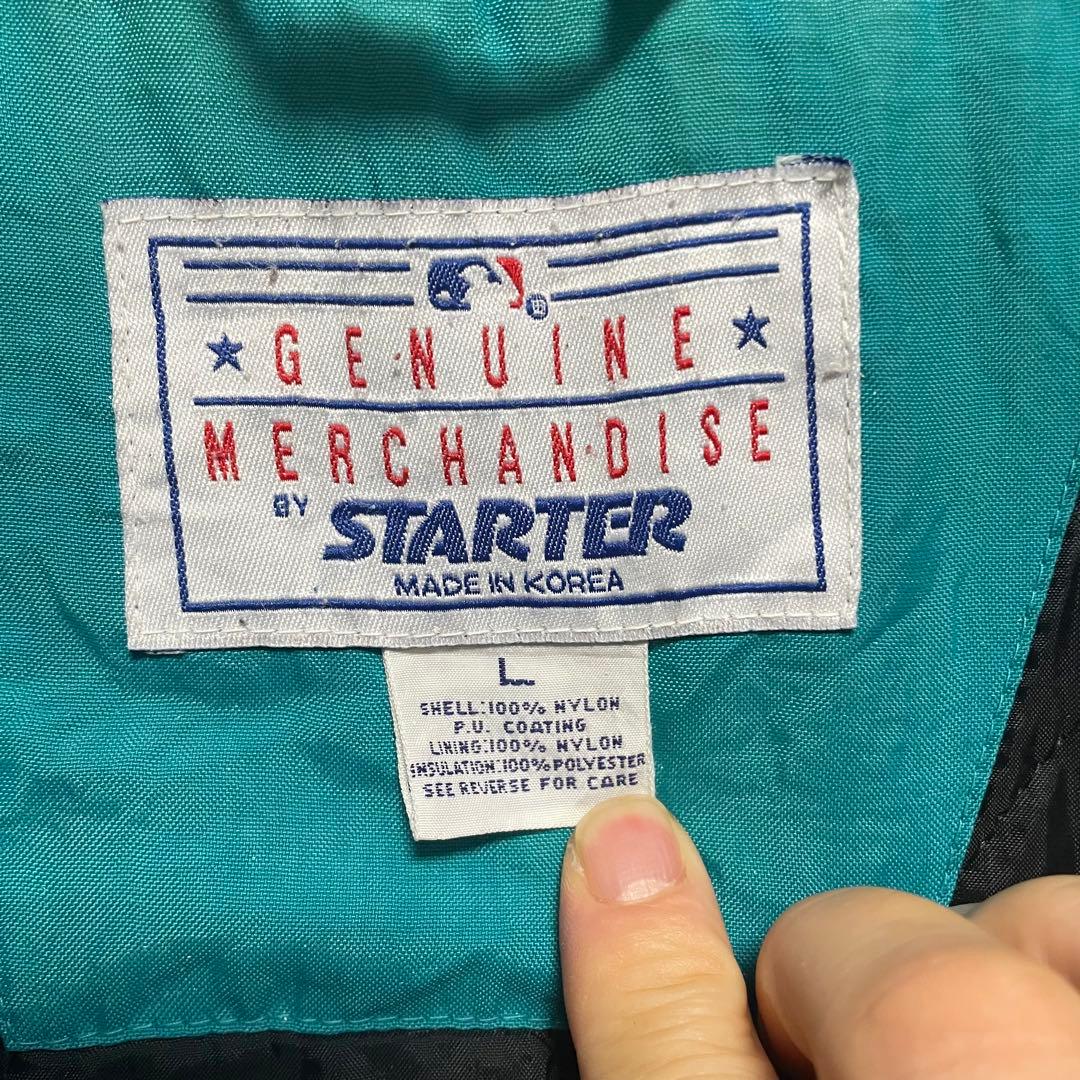 GENUINE
MERCHANDISE
BY STARTER
MADE IN KOREA
L
SHELL:100% NYLON
P.U. COATING
LINING:100% NYLON
INSULATION:100% POLYESTER
SEE REVERSE FOR CARE